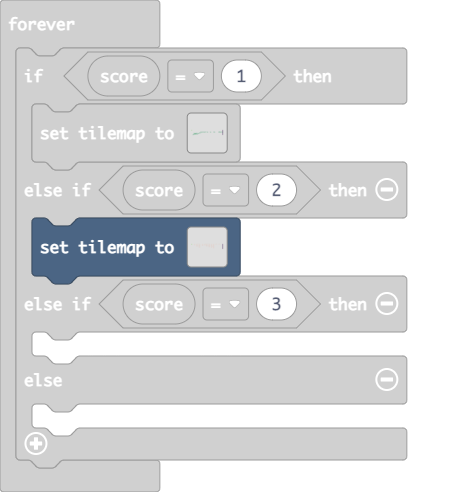 forever
if score = 1 then
set tilemap to
else if score = 2 then
set tilemap to
else if score = 3 then
else